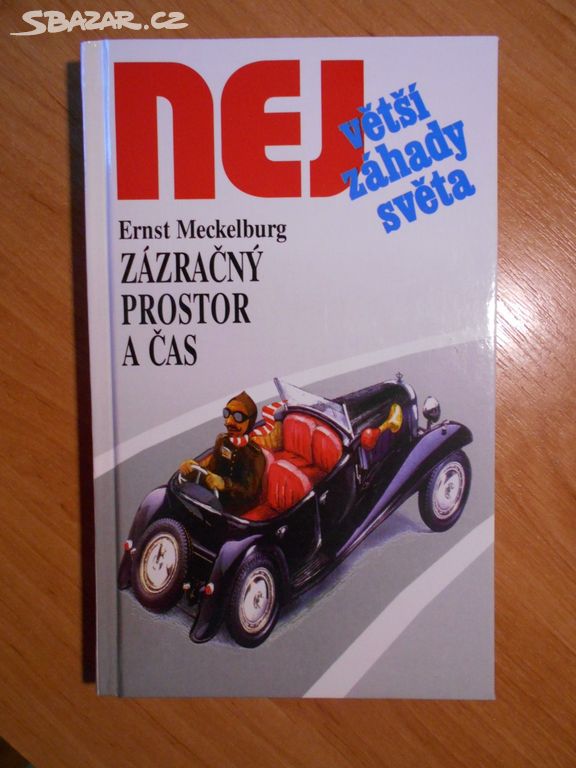 SBAZAR.CZ
NEJ
větší
záhady
světa
Ernst Meckelburg
ZÁZRAČNÝ
PROSTOR
A ČAS